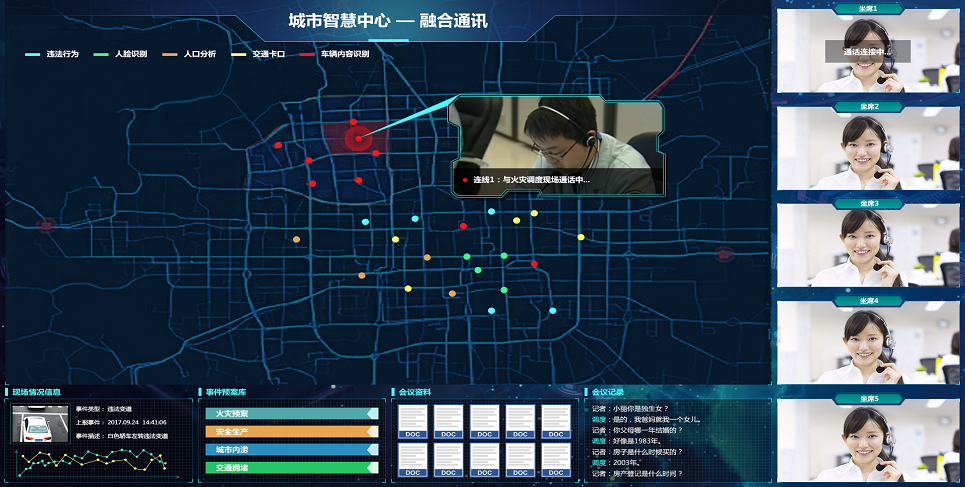 城市智慧中心 — 融合通讯
违法行为
人脸识别
人口分析
交通卡口
车辆内容识别
连线1：与火灾调度现场通话中...
坐席1
通话连接中...
坐席2
坐席3
坐席4
坐席5
现场情况信息
事件类型： 违法变道
上报事件： 2017.09.24 14:41:06
事件描述： 白色轿车左转违法变道
事件预案库
火灾预案
安全生产
城市内涝
交通拥堵
会议资料
DOC DOC DOC DOC DOC
DOC DOC DOC DOC DOC
会议记录
记者：小丽你是独生女？
调度：是的，我爸妈就我一个女儿。
记者：你父母哪一年结婚的？
调度：好像是1983年。
记者：房子是什么时候买的？
调度：2003年。
记者：房产登记是什么时间？